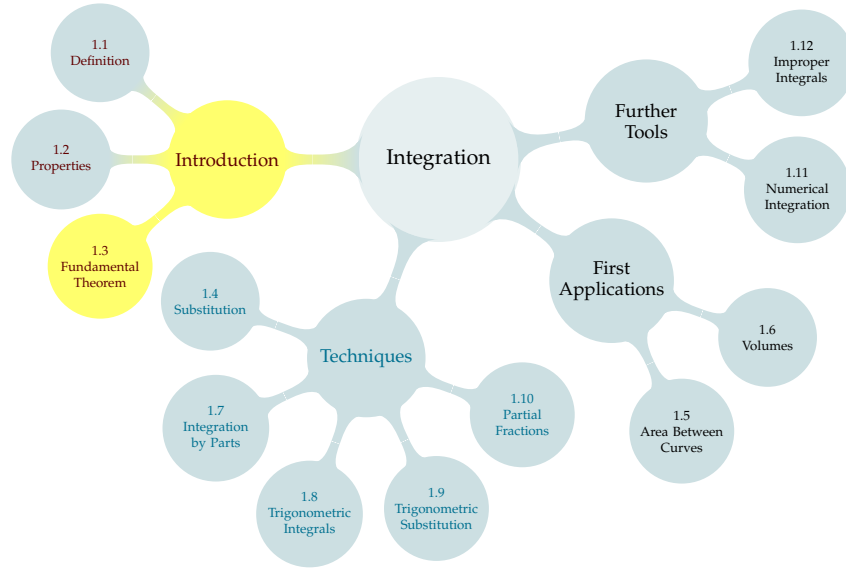 1.1
Definition
1.2
Properties
1.3
Fundamental
Theorem
Introduction
Integration
Further
Tools
1.12
Improper
Integrals
1.11
Numerical
Integration
First
Applications
1.6
Volumes
1.5
Area Between
Curves
Techniques
1.4
Substitution
1.7
Integration
by Parts
1.8
Trigonometric
Integrals
1.9
Trigonometric
Substitution
1.10
Partial
Fractions